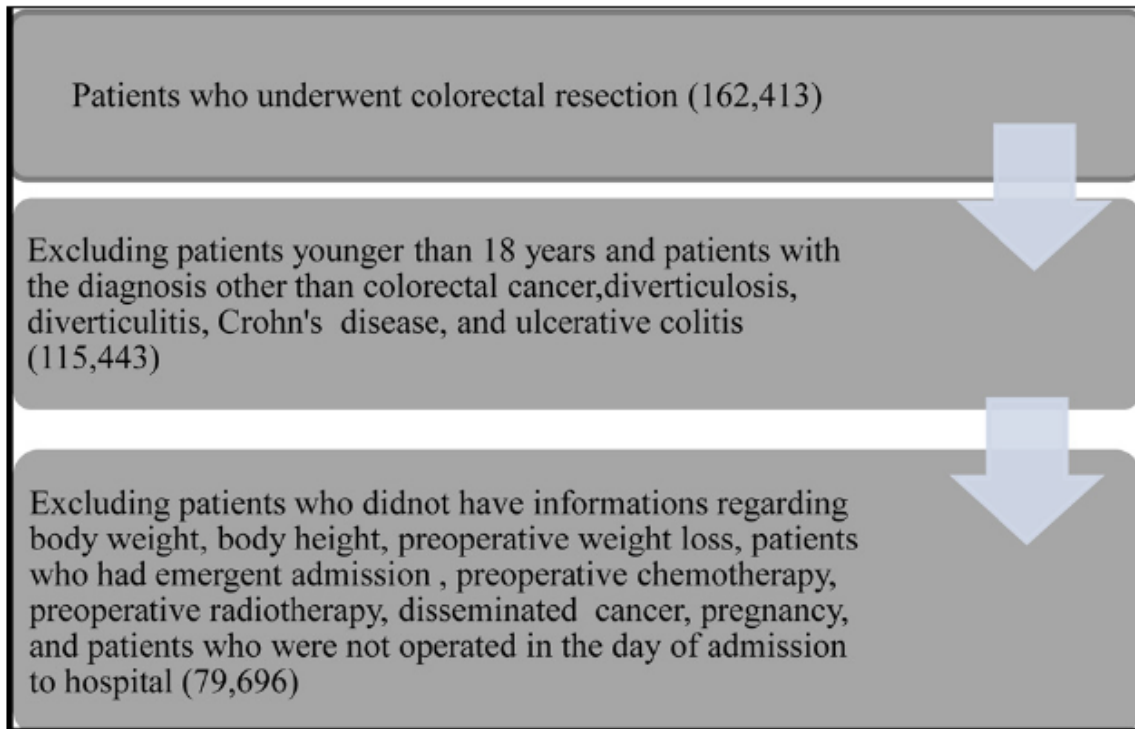 Patients who underwent colorectal resection (162,413)
Excluding patients younger than 18 years and patients with
the diagnosis other than colorectal cancer,diverticulosis,
diverticulitis, Crohn's  disease, and ulcerative colitis
(115,443)
Excluding patients who didnot have informations regarding
body weight, body height, preoperative weight loss, patients
who had emergent admission , preoperative chemotherapy,
preoperative radiotherapy, disseminated  cancer, pregnancy,
and patients who were not operated in the day of admission
to hospital (79,696)